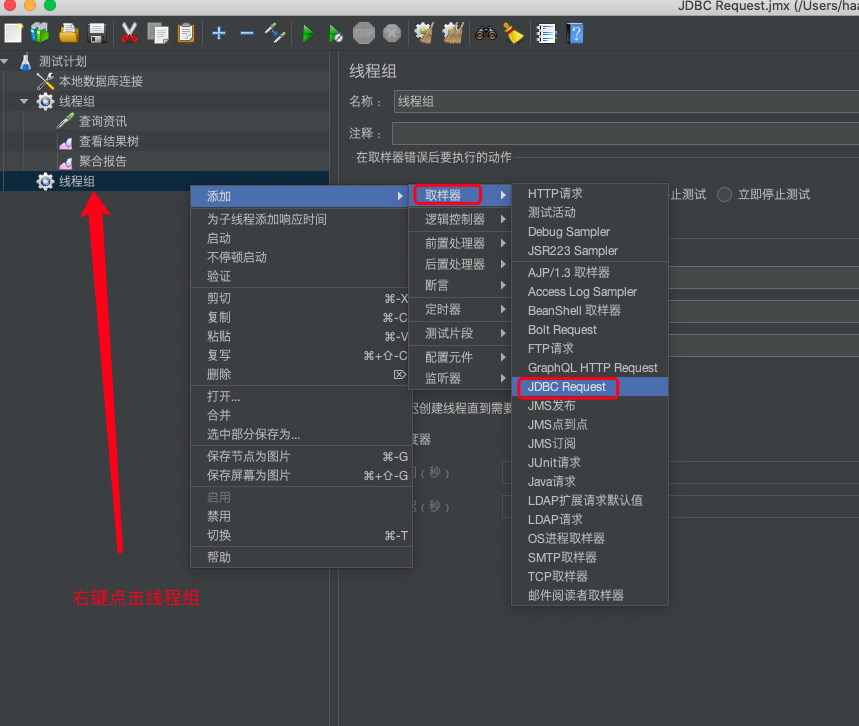 JDBC Request.jmx (/Users/haa
STOP
测试计划
本地数据库连接
线程组
查询资讯
查看结果树
聚合报告
线程组
线程组
名称：
线程组
注释：
在取样器错误后要执行的动作
止测试
立即停止测试
添加
为子线程添加响应时间
启动
不停顿启动
验证
剪切 ⌘-X
复制 ⌘-C
粘贴 ⌘-V
复写 ⌘+⇧-C
删除 ⌦
打开...
合并
选中部分保存为...
保存节点为图片 ⌘-G
保存屏幕为图片 ⌘+⇧-G
启用
禁用
切换 ⌘-T
帮助
取样器
逻辑控制器
前置处理器
后置处理器
断言
定时器
测试片段
配置元件
监听器
HTTP请求
测试活动
Debug Sampler
JSR223 Sampler
AJP/1.3 取样器
Access Log Sampler
BeanShell 取样器
Bolt Request
FTP请求
GraphQL HTTP Request
JDBC Request
JMS发布
JMS点到点
JMS订阅
JUnit请求
Java请求
LDAP扩展请求默认值
LDAP请求
OS进程取样器
SMTP取样器
TCP取样器
邮件阅读者取样器
创建线程直到需要
度器
（秒）
（秒）
右键点击线程组